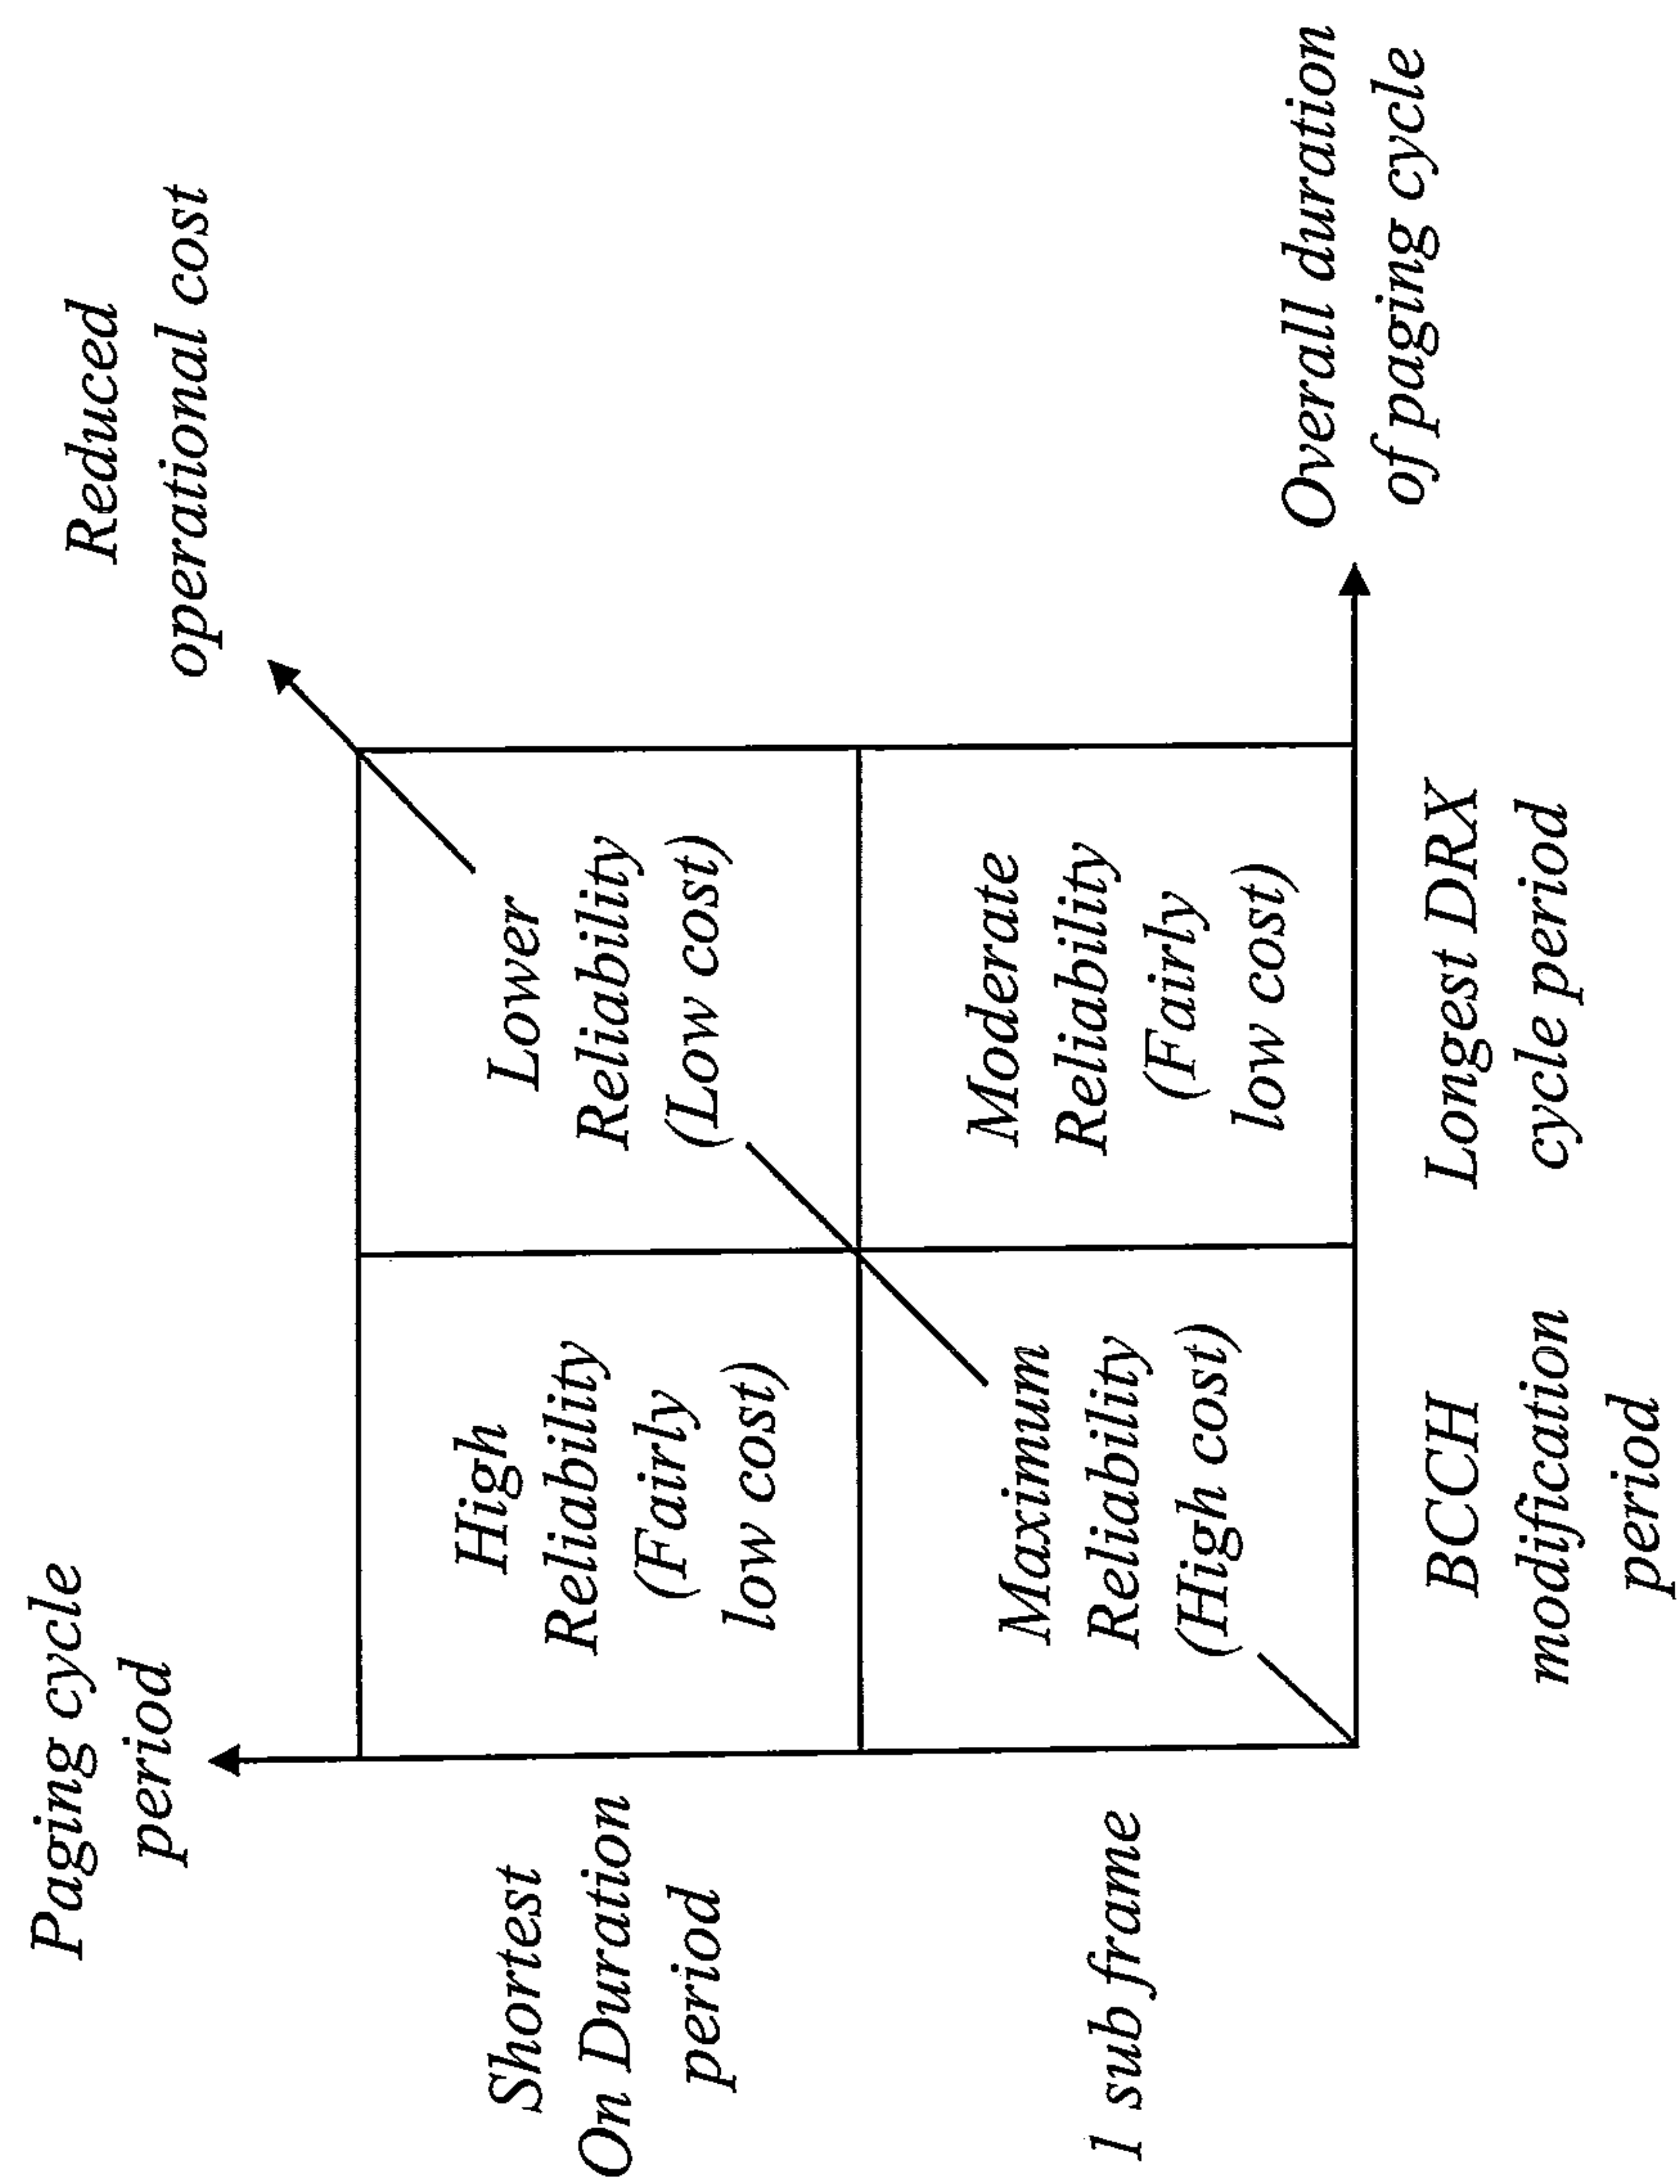 Paging cycle
period
Reduced
operational cost
Shortest
On Duration
period
High
Reliability
(Fairly
low cost)
Lower
Reliability
(Low cost)
1 sub frame
Maximum
Reliability
(High cost)
Moderate
Reliability
(Fairly
low cost)
BCCH
modification
period
Longest DRX
cycle period
Overall duration
of paging cycle